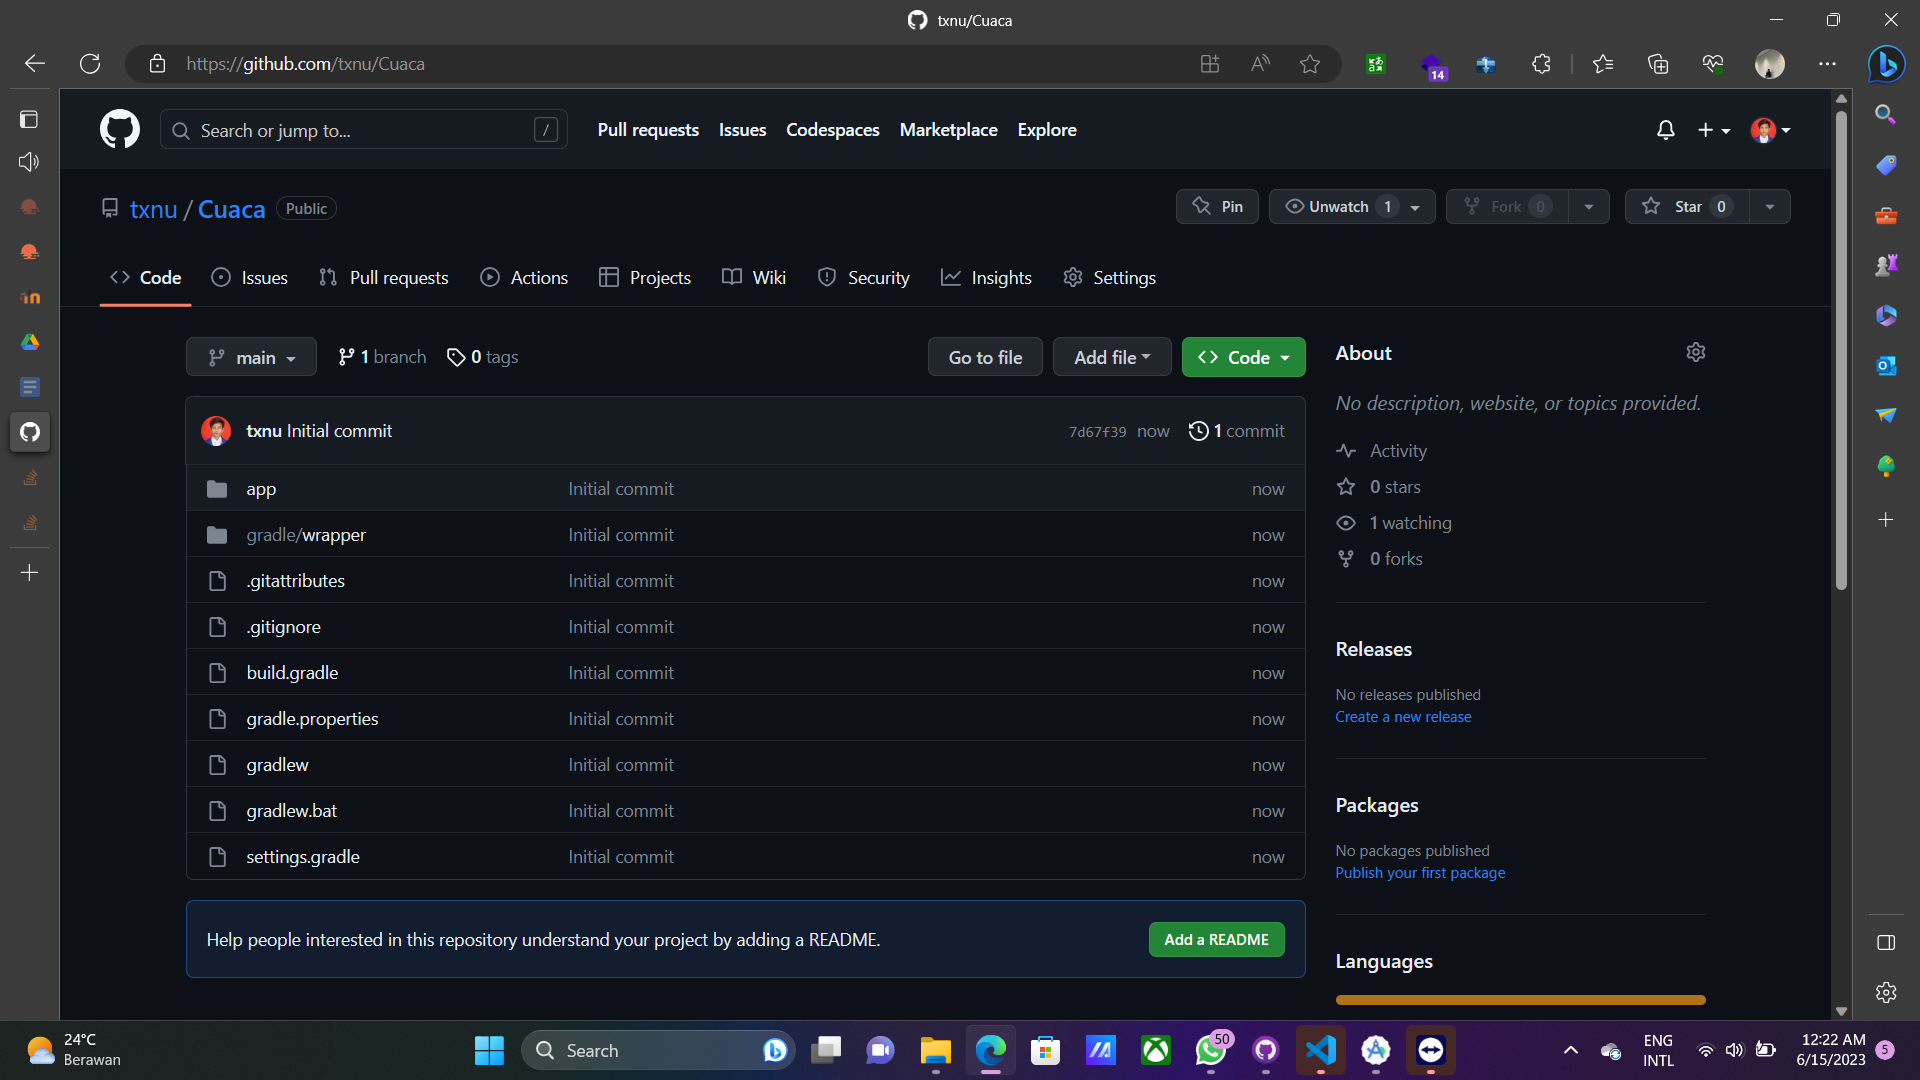 txnu/Cuaca
https://github.com/txnu/Cuaca
14
Search or jump to...
/
Pull requests
Issues
Codespaces
Marketplace
Explore
txnu / Cuaca
Public
Pin
Unwatch 1
Fork 0
Star 0
Code
Issues
Pull requests
Actions
Projects
Wiki
Security
Insights
Settings
main
1 branch
0 tags
Go to file
Add file
Code
txnu Initial commit
7d67f39 now
1 commit
app Initial commit now
gradle/wrapper Initial commit now
.gitattributes Initial commit now
.gitignore Initial commit now
build.gradle Initial commit now
gradle.properties Initial commit now
gradlew Initial commit now
gradlew.bat Initial commit now
settings.gradle Initial commit now
Help people interested in this repository understand your project by adding a README.
Add a README
About
No description, website, or topics provided.
Activity
0 stars
1 watching
0 forks
Releases
No releases published
Create a new release
Packages
No packages published
Publish your first package
Languages
24°C
Berawan
Search
50
ENG
INTL
12:22 AM
6/15/2023
5